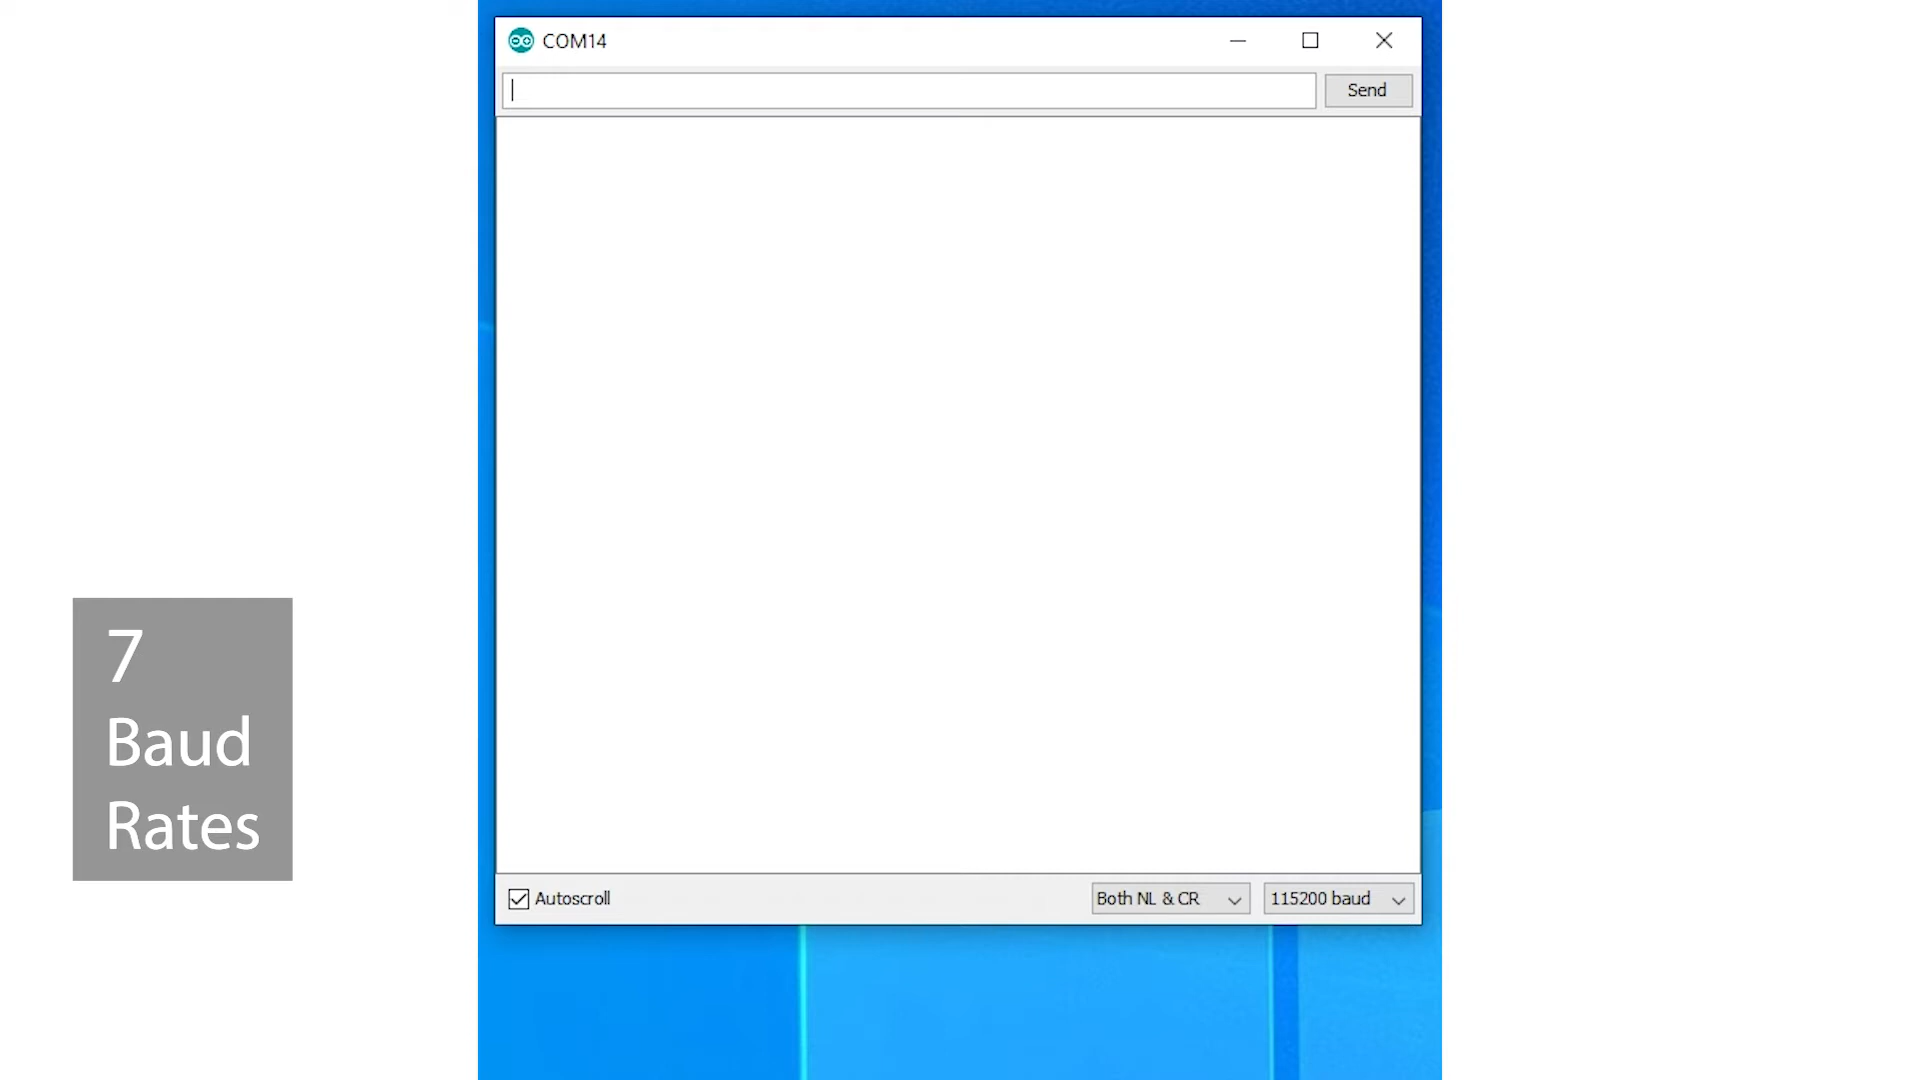 COM14
Send
7
Baud
Rates
Autoscroll
Both NL & CR
115200 baud